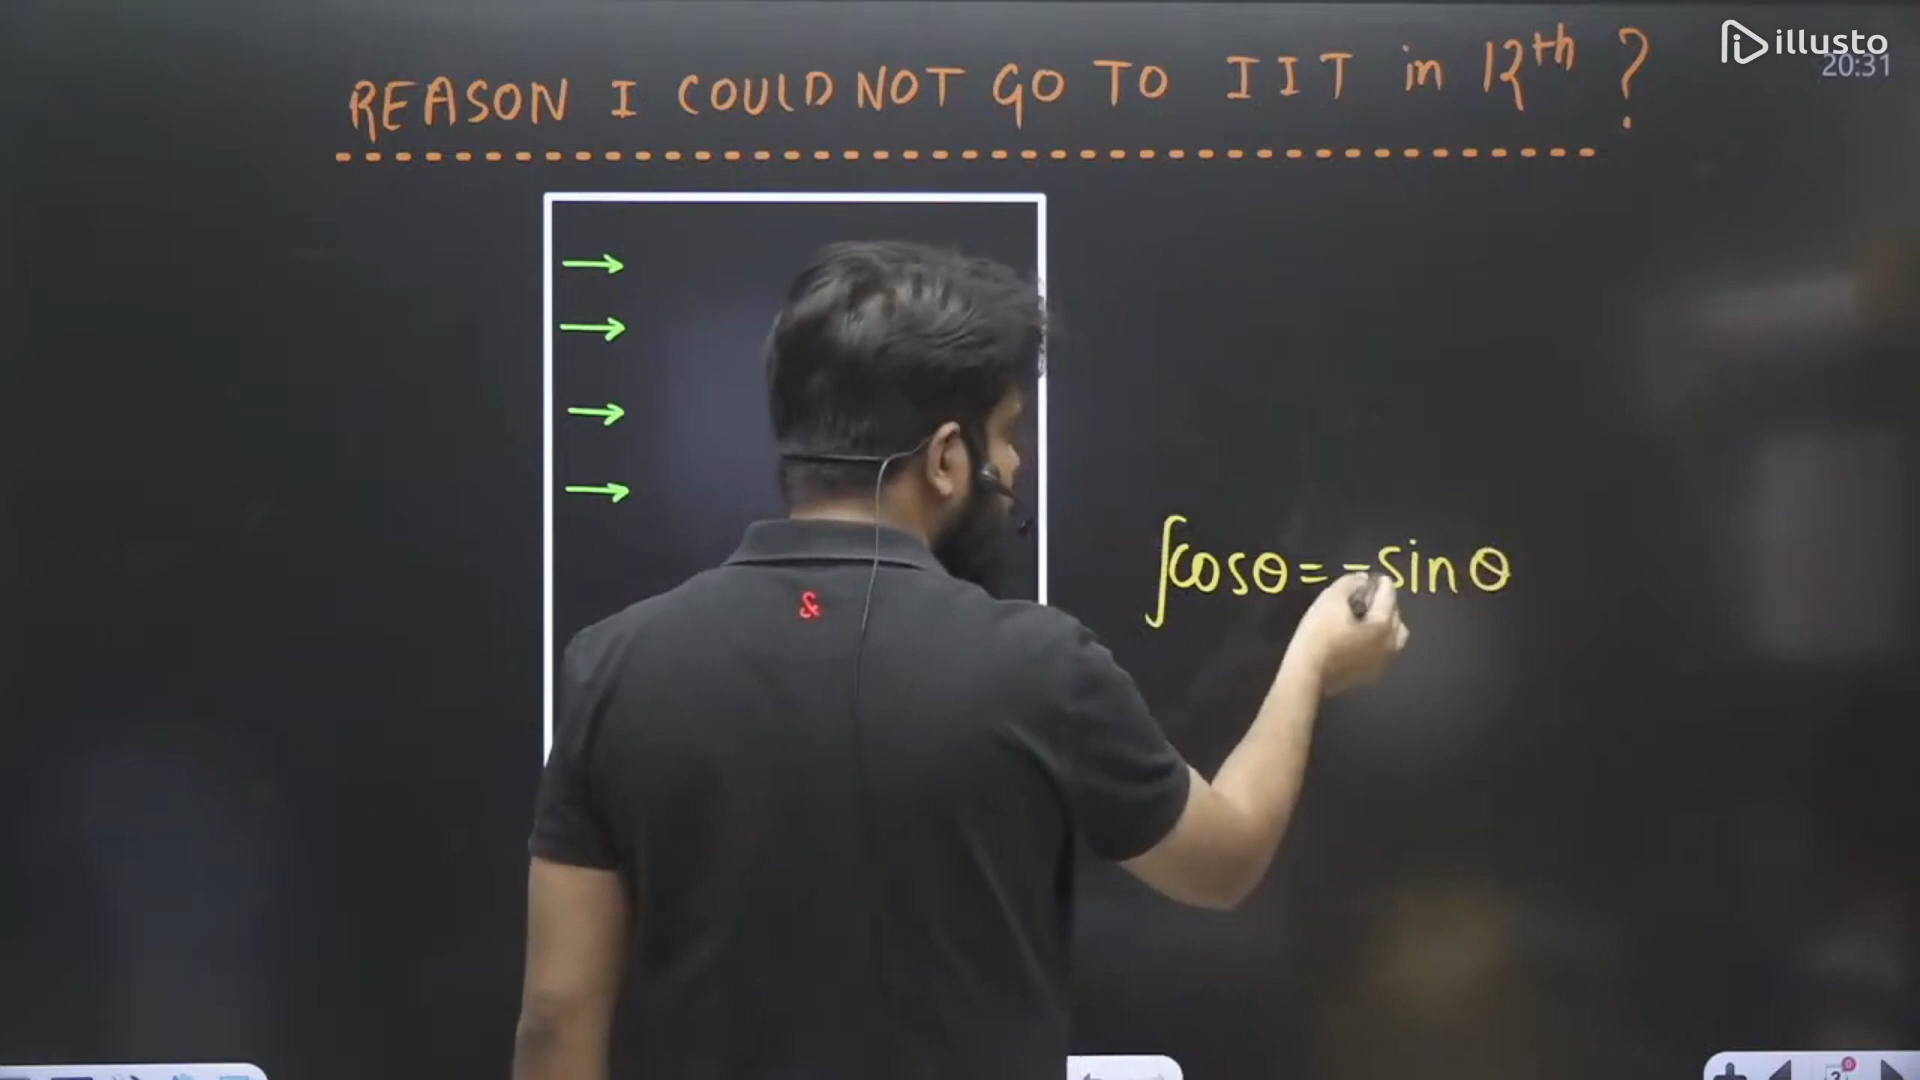 illusto
20:31
REASON I COULD NOT GO TO IIT in 12th ?
∫cosθ = -sinθ